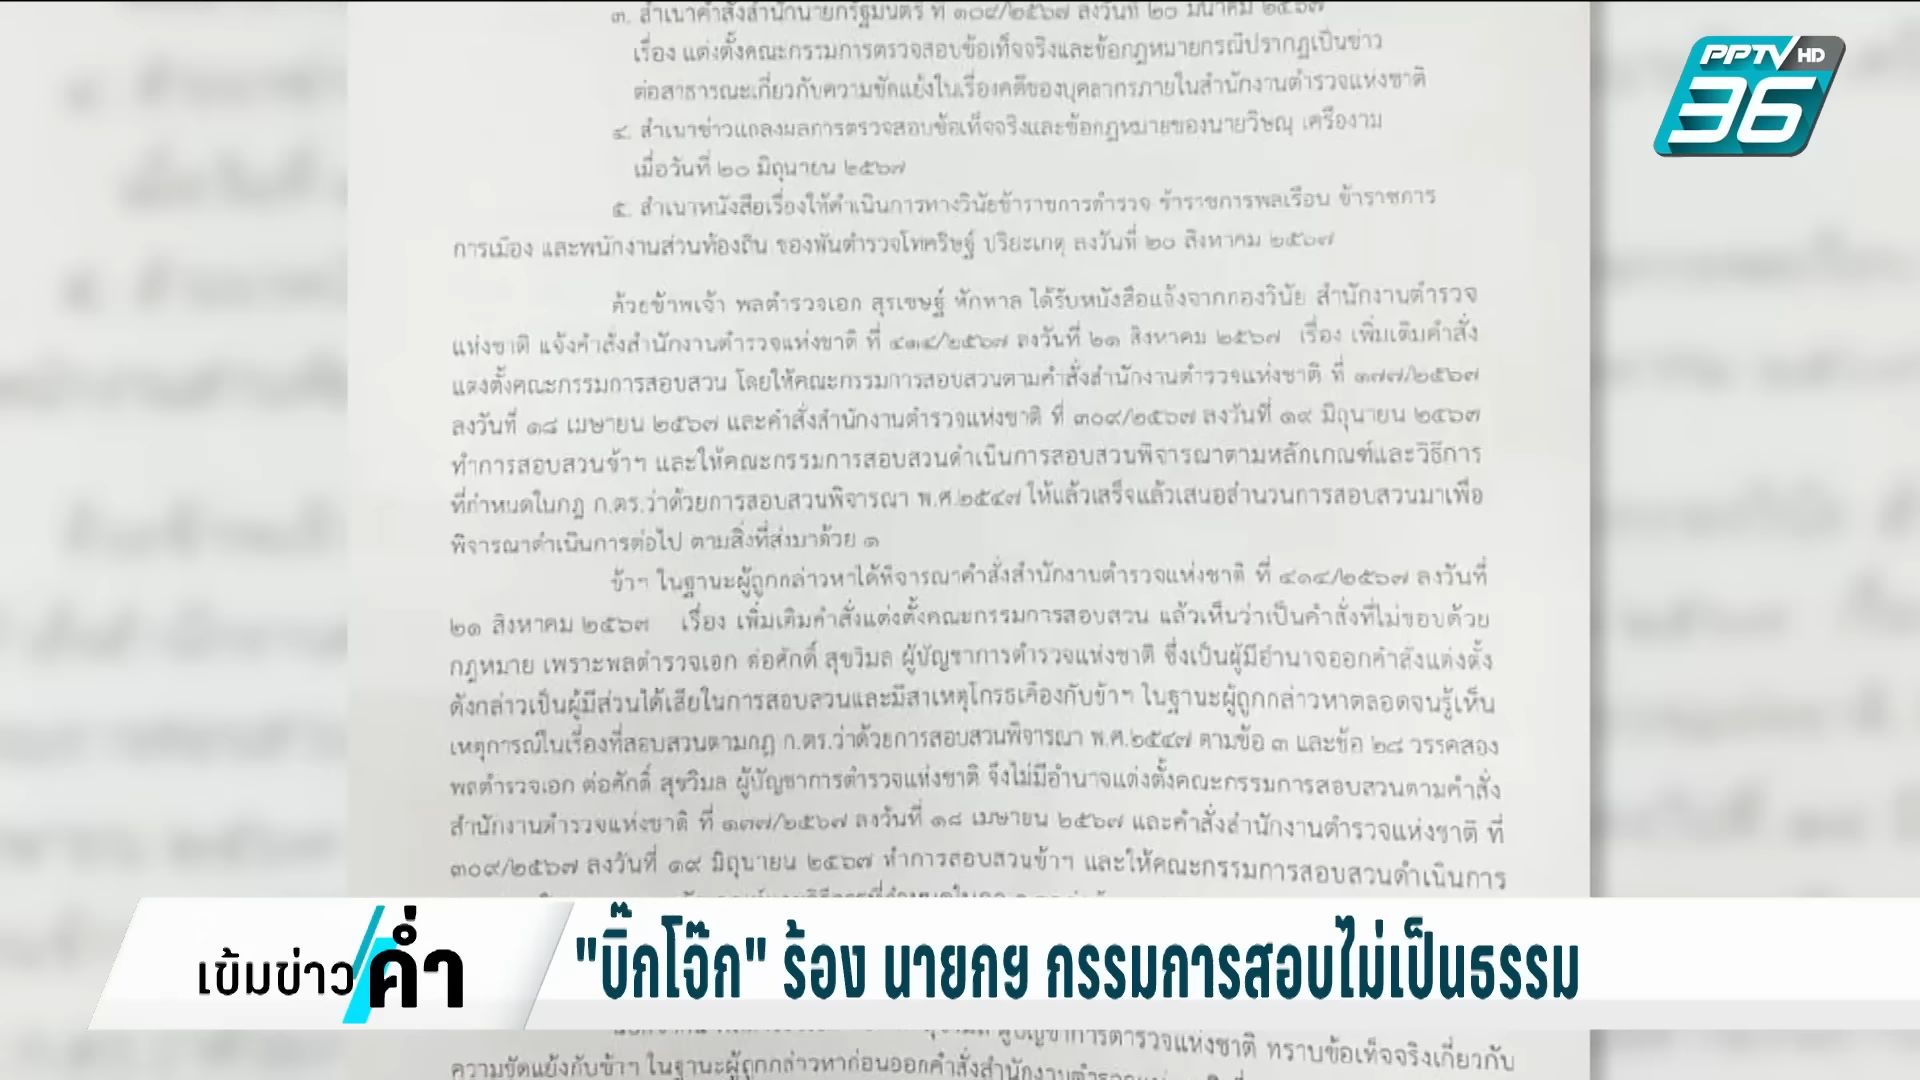 ๓. สำเนาคำสั่งสำนักนายกรัฐมนตรี ที่ ๑๐๙/๒๕๖๗ ลงวันที่ ๒๐ มีนาคม ๒๕๖๗
เรื่อง แต่งตั้งคณะกรรมการตรวจสอบข้อเท็จจริงและข้อกฎหมายกรณีปรากฏเป็นข่าว
ต่อสาธารณะเกี่ยวกับความขัดแย้งในเรื่องคดีของบุคลากรภายในสำนักงานตำรวจแห่งชาติ
๔. สำเนาข่าวแถลงผลการตรวจสอบข้อเท็จจริงและข้อกฎหมายของนายวิษณุ เครืองาม
เมื่อวันที่ ๒๐ มิถุนายน ๒๕๖๗
๕. สำเนาหนังสือเรื่องให้ดำเนินการทางวินัยข้าราชการตำรวจ ข้าราชการพลเรือน ข้าราชการ
การเมือง และพนักงานส่วนท้องถิ่น ของพันตำรวจโทคริษฐ์ ปริยะเกตุ ลงวันที่ ๒๐ สิงหาคม ๒๕๖๗
ด้วยข้าพเจ้า พลตำรวจเอก สุรเชษฐ์ หักพาล ได้รับหนังสือแจ้งจากกองวินัย สำนักงานตำรวจ
แห่งชาติ แจ้งคำสั่งสำนักงานตำรวจแห่งชาติ ที่ ๔๑๔/๒๕๖๗ ลงวันที่ ๒๑ สิงหาคม ๒๕๖๗ เรื่อง เพิ่มเติมคำสั่ง
แต่งตั้งคณะกรรมการสอบสวน โดยให้คณะกรรมการสอบสวนตามคำสั่งสำนักงานตำรวจแห่งชาติ ที่ ๑๗๗/๒๕๖๗
ลงวันที่ ๑๘ เมษายน ๒๕๖๗ และคำสั่งสำนักงานตำรวจแห่งชาติ ที่ ๓๐๙/๒๕๖๗ ลงวันที่ ๑๙ มิถุนายน ๒๕๖๗
ทำการสอบสวนข้าฯ และให้คณะกรรมการสอบสวนดำเนินการสอบสวนพิจารณาตามหลักเกณฑ์และวิธีการ
ที่กำหนดในกฎ ก.ตร.ว่าด้วยการสอบสวนพิจารณา พ.ศ.๒๕๔๗ ให้แล้วเสร็จแล้วเสนอสำนวนการสอบสวนมาเพื่อ
พิจารณาดำเนินการต่อไป ตามสิ่งที่ส่งมาด้วย ๑
ข้าฯ ในฐานะผู้ถูกกล่าวหาได้พิจารณาคำสั่งสำนักงานตำรวจแห่งชาติ ที่ ๔๑๔/๒๕๖๗ ลงวันที่
๒๑ สิงหาคม ๒๕๖๗ เรื่อง เพิ่มเติมคำสั่งแต่งตั้งคณะกรรมการสอบสวน แล้วเห็นว่าเป็นคำสั่งที่ไม่ชอบด้วย
กฎหมาย เพราะพลตำรวจเอก ต่อศักดิ์ สุขวิมล ผู้บัญชาการตำรวจแห่งชาติ ซึ่งเป็นผู้มีอำนาจออกคำสั่งแต่งตั้ง
ดังกล่าวเป็นผู้มีส่วนได้เสียในการสอบสวนและมีสาเหตุโกรธเคืองกับข้าฯ ในฐานะผู้ถูกกล่าวหาตลอดจนรู้เห็น
เหตุการณ์ในเรื่องที่สอบสวนตามกฎ ก.ตร.ว่าด้วยการสอบสวนพิจารณา พ.ศ.๒๕๔๗ ตามข้อ ๓ และข้อ ๒๘ วรรคสอง
พลตำรวจเอก ต่อศักดิ์ สุขวิมล ผู้บัญชาการตำรวจแห่งชาติ จึงไม่มีอำนาจแต่งตั้งคณะกรรมการสอบสวนตามคำสั่ง
สำนักงานตำรวจแห่งชาติ ที่ ๑๗๗/๒๕๖๗ ลงวันที่ ๑๘ เมษายน ๒๕๖๗ และคำสั่งสำนักงานตำรวจแห่งชาติ ที่
๓๐๙/๒๕๖๗ ลงวันที่ ๑๙ มิถุนายน ๒๕๖๗ ทำการสอบสวนข้าฯ และให้คณะกรรมการสอบสวนดำเนินการ
ผู้บัญชาการตำรวจแห่งชาติ ทราบข้อเท็จจริงเกี่ยวกับ
ความขัดแย้งกับข้าฯ ในฐานะผู้ถูกกล่าวหาก่อนออกคำสั่งสำนักงานตำรวจ
PPTV HD
36
เข้มข่าวค่ำ
"บิ๊กโจ๊ก" ร้อง นายกฯ กรรมการสอบไม่เป็นธรรม